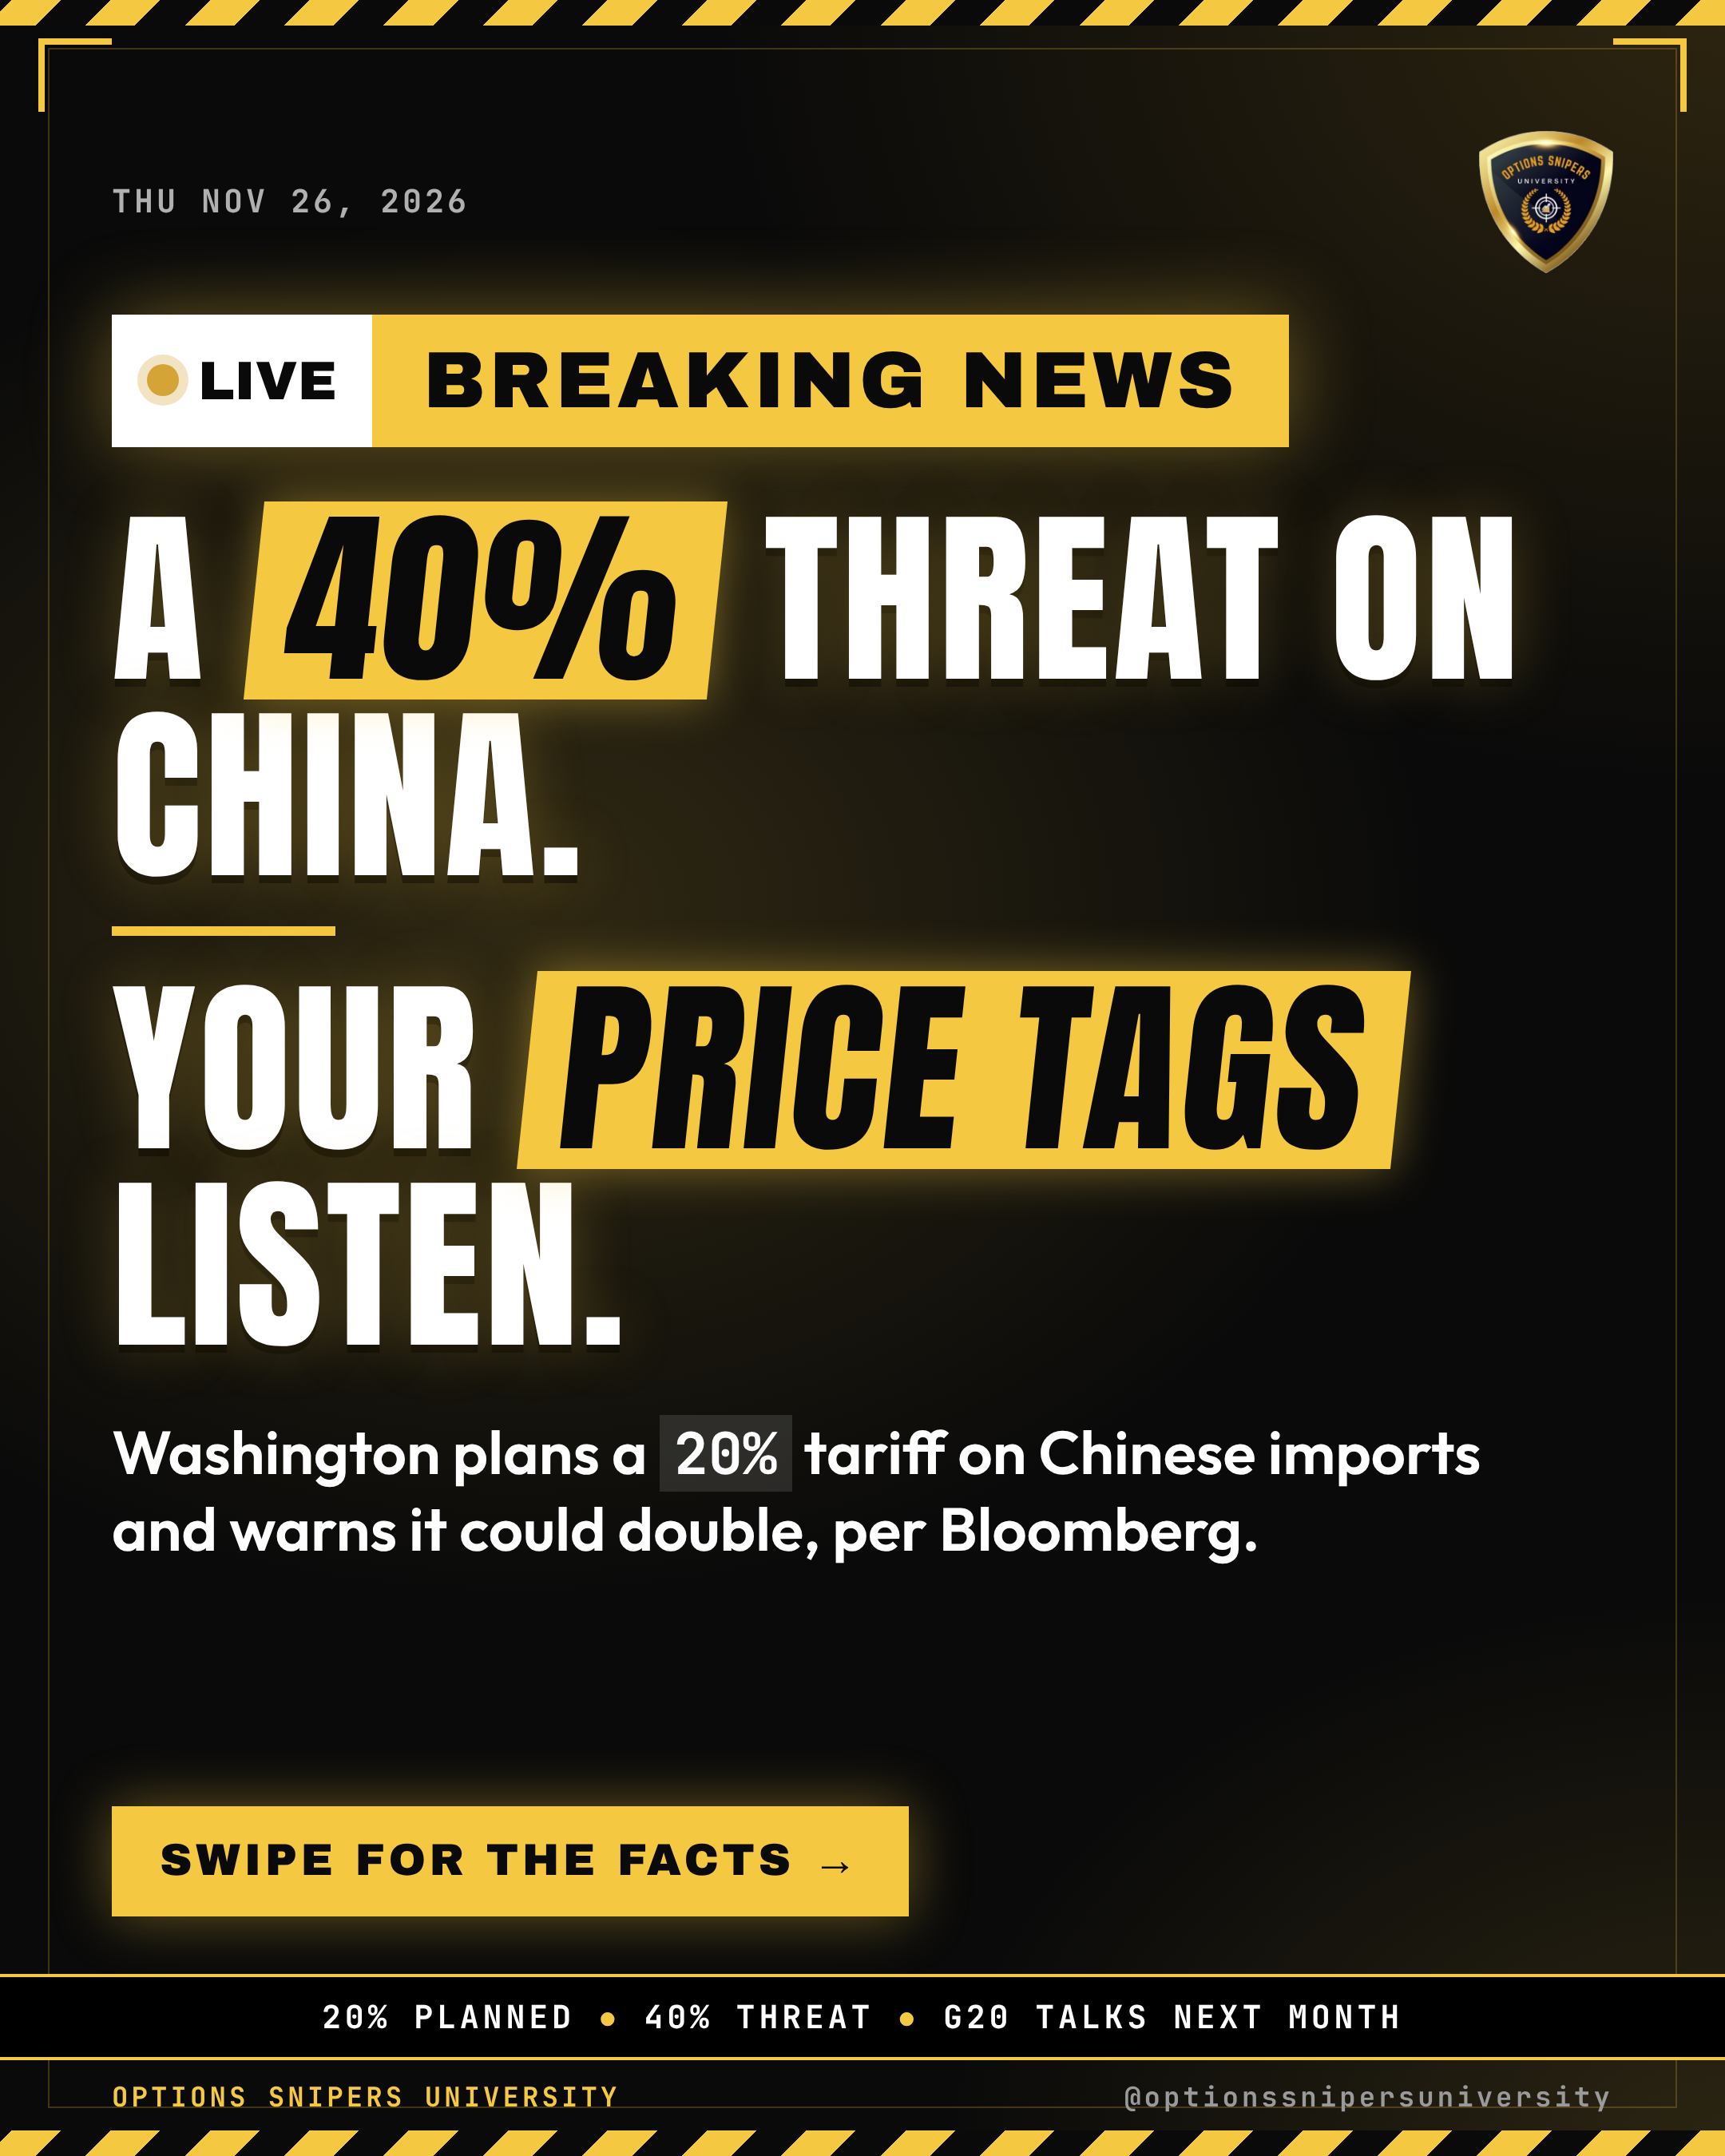 THU NOV 26, 2026
OPTIONS SNIPERS
UNIVERSITY
LIVE
BREAKING NEWS
A 40% THREAT ON
CHINA.
YOUR PRICE TAGS
LISTEN.
Washington plans a 20% tariff on Chinese imports
and warns it could double, per Bloomberg.
SWIPE FOR THE FACTS →
20% PLANNED • 40% THREAT • G20 TALKS NEXT MONTH
OPTIONS SNIPERS UNIVERSITY
@optionssnipersuniversity